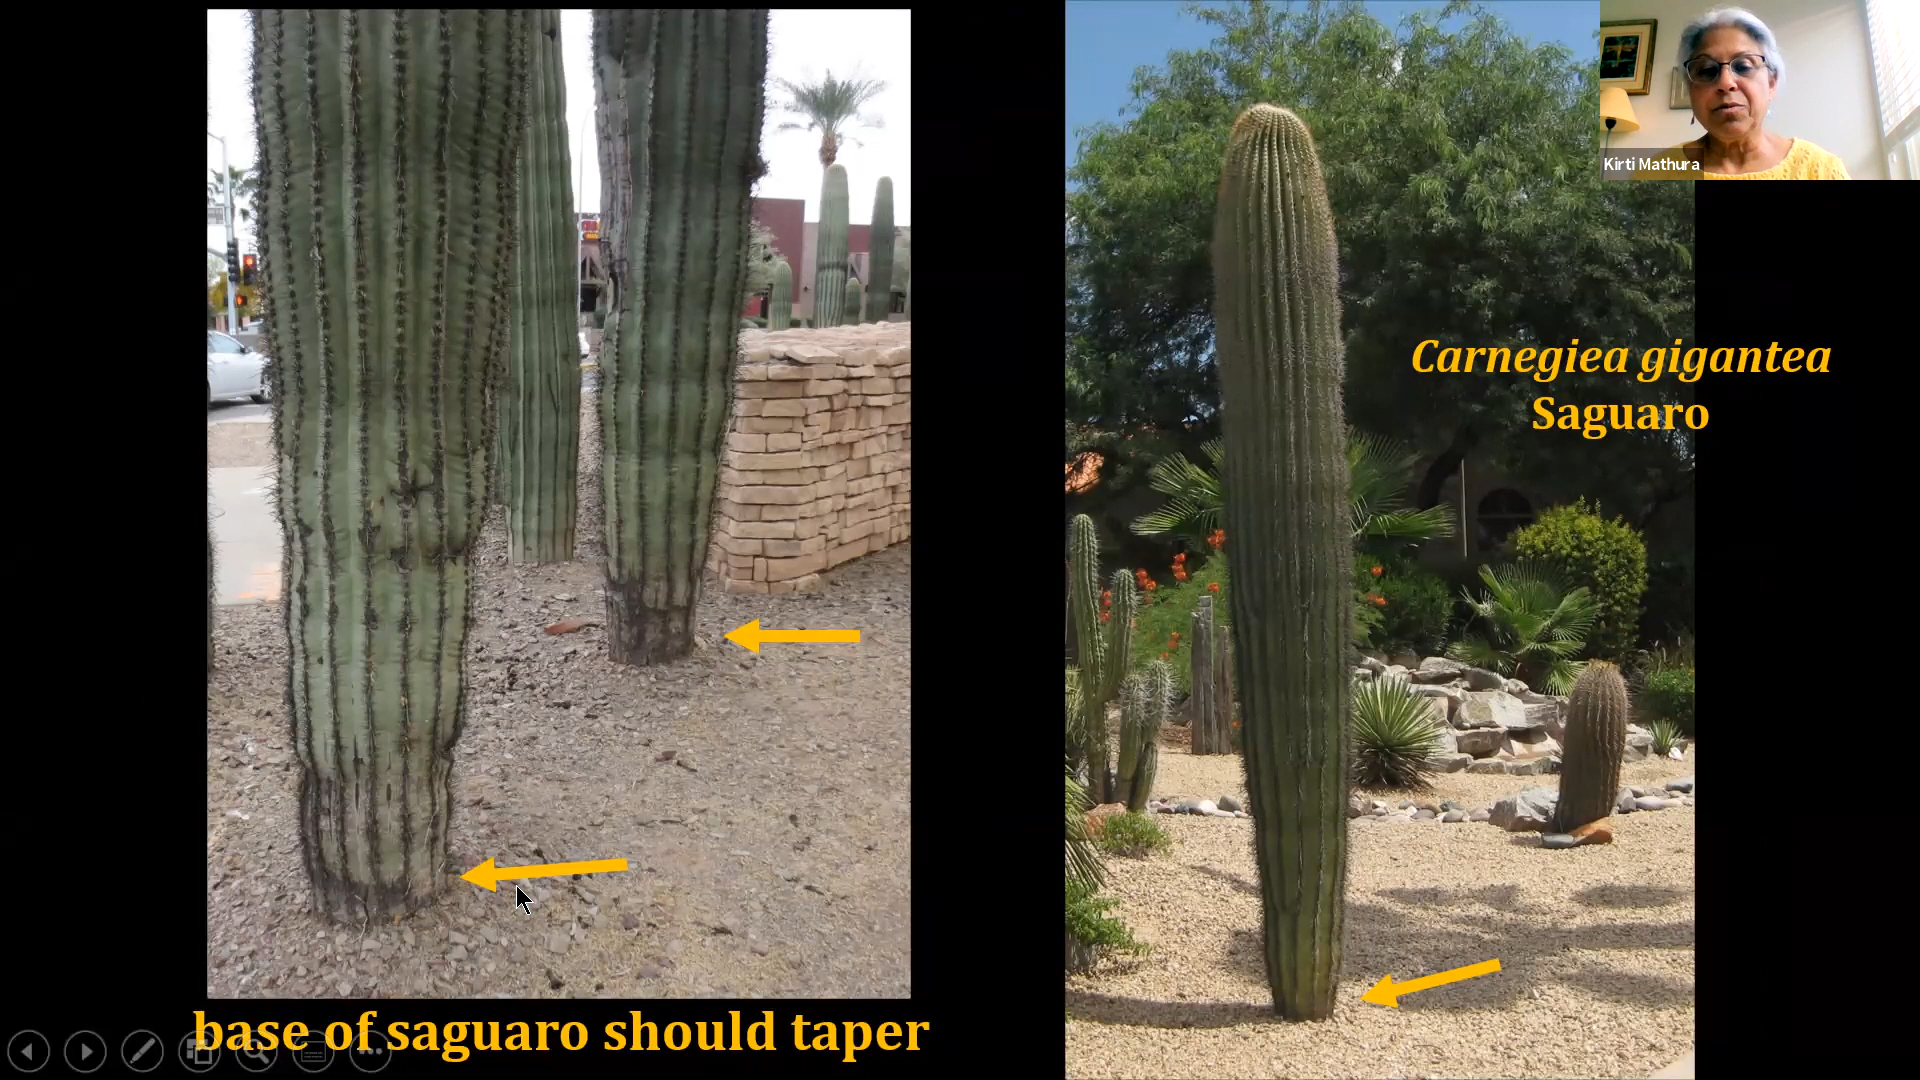 Kirti Mathura
Carnegiea gigantea
Saguaro
base of saguaro should taper